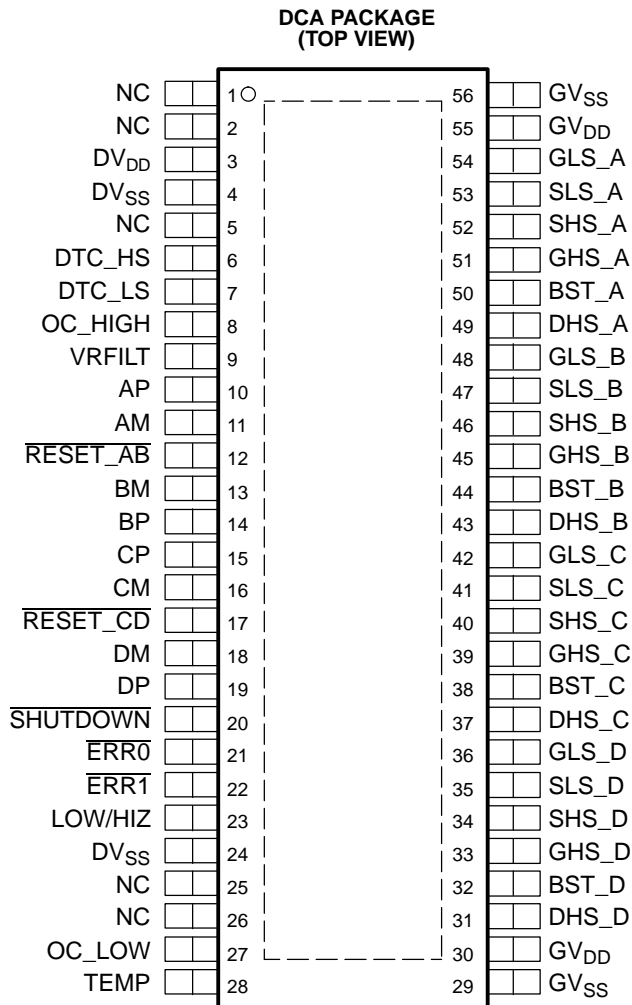 DCA PACKAGE
(TOP VIEW)
NC 1 56 GVSS
NC 2 55 GVDD
DVDD 3 54 GLS_A
DVSS 4 53 SLS_A
NC 5 52 SHS_A
DTC_HS 6 51 GHS_A
DTC_LS 7 50 BST_A
OC_HIGH 8 49 DHS_A
VRFILT 9 48 GLS_B
AP 10 47 SLS_B
AM 11 46 SHS_B
RESET_AB 12 45 GHS_B
BM 13 44 BST_B
BP 14 43 DHS_B
CP 15 42 GLS_C
CM 16 41 SLS_C
RESET_CD 17 40 SHS_C
DM 18 39 GHS_C
DP 19 38 BST_C
SHUTDOWN 20 37 DHS_C
ERR0 21 36 GLS_D
ERR1 22 35 SLS_D
LOW/HIZ 23 34 SHS_D
DVSS 24 33 GHS_D
NC 25 32 BST_D
NC 26 31 DHS_D
OC_LOW 27 30 GVDD
TEMP 28 29 GVSS